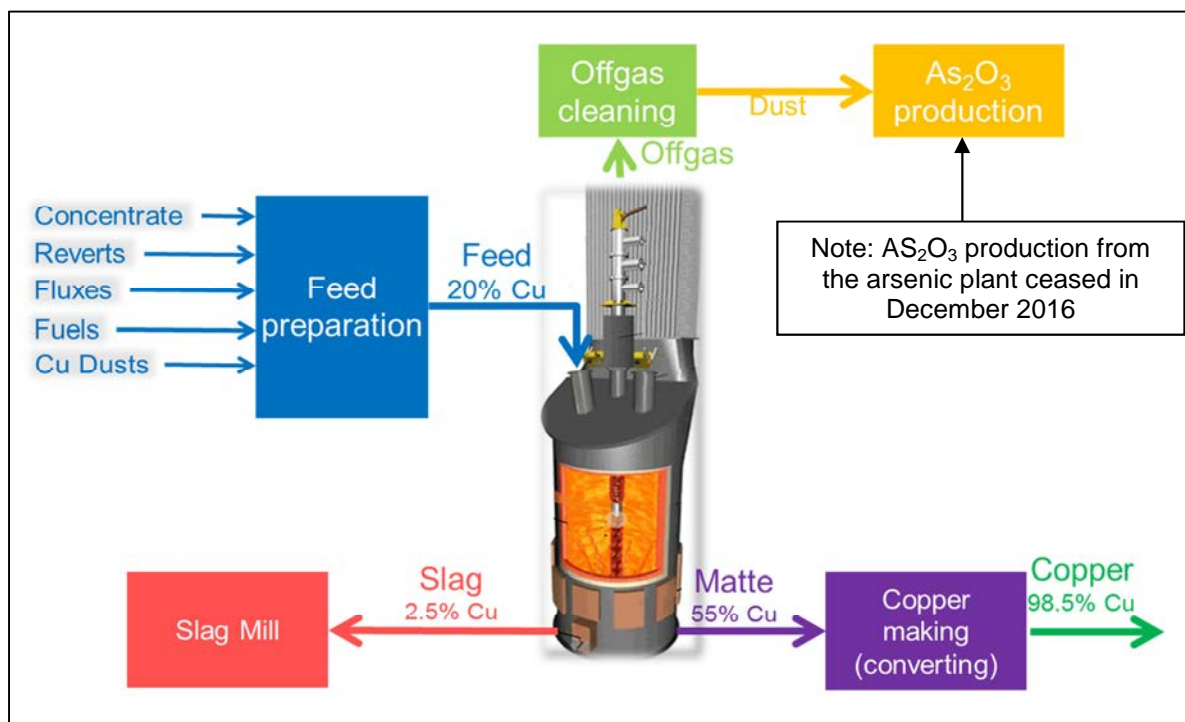 Offgas
cleaning
Dust
As₂O₃
production
Offgas
Note: AS₂O₃ production from
the arsenic plant ceased in
December 2016
Concentrate
Reverts
Fluxes
Fuels
Cu Dusts
Feed
preparation
Feed
20% Cu
Slag Mill
Slag
2.5% Cu
Matte
55% Cu
Copper
making
(converting)
Copper
98.5% Cu